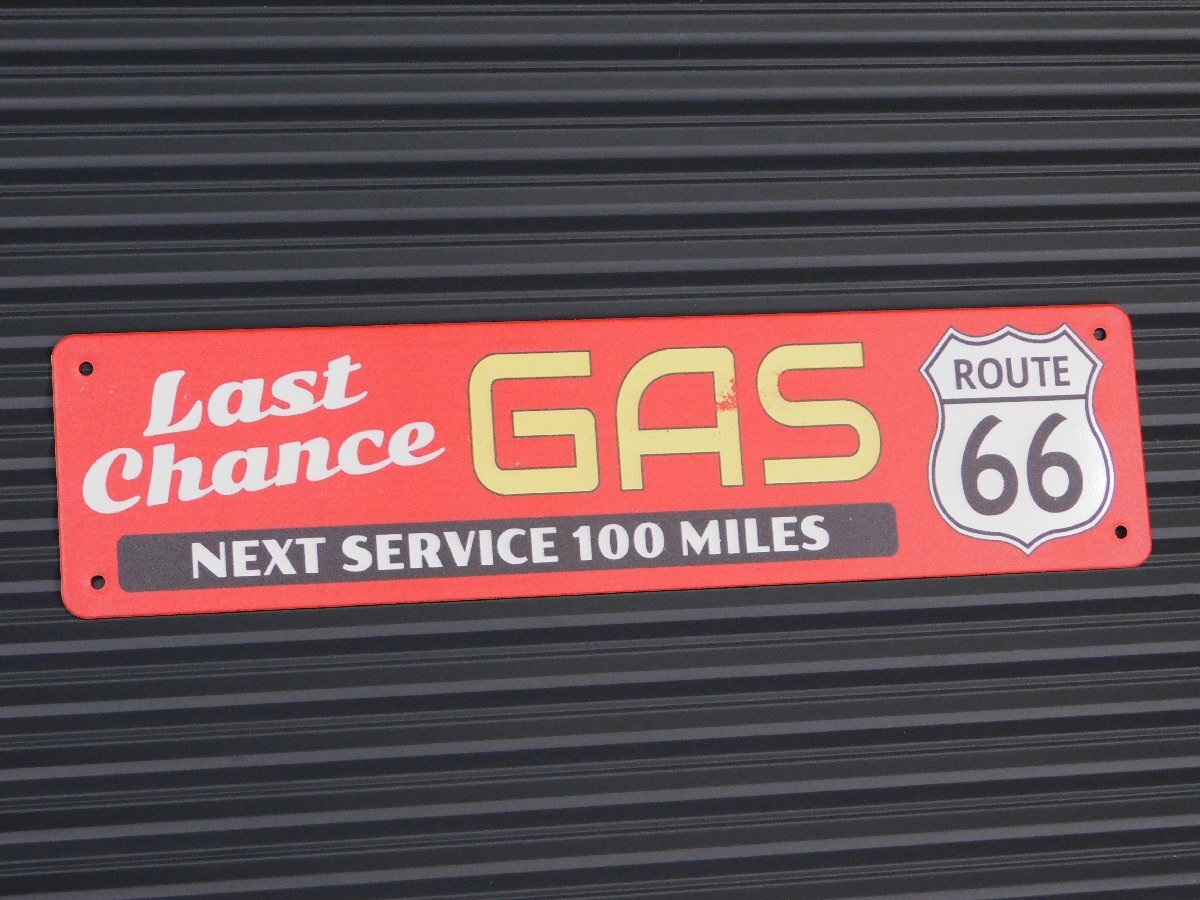 Last
Chance
GAS
NEXT SERVICE 100 MILES
ROUTE
66